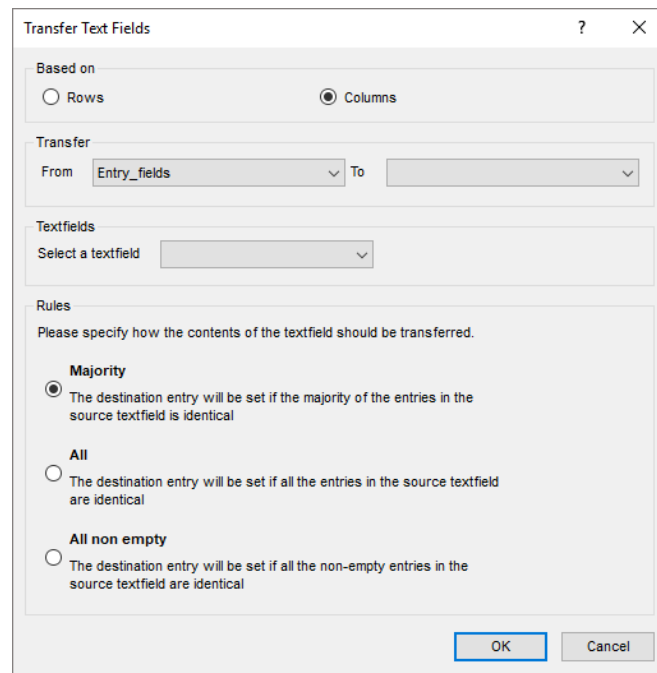 Transfer Text Fields ?
Based on
Rows Columns
Transfer
From Entry_fields To
Textfields
Select a textfield
Rules
Please specify how the contents of the textfield should be transferred.
Majority
The destination entry will be set if the majority of the entries in the
source textfield is identical
All
The destination entry will be set if all the entries in the source textfield
are identical
All non empty
The destination entry will be set if all the non-empty entries in the
source textfield are identical
OK Cancel